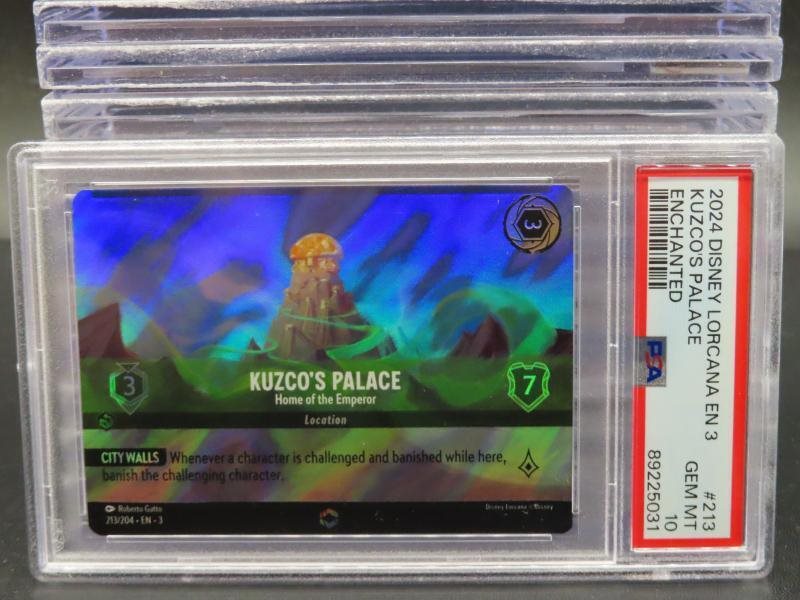 3
KUZCO'S PALACE
Home of the Emperor
3
7
Location
CITY WALLS Whenever a character is challenged and banished while here,
banish the challenging character.
Roberto Gatto
213/204 • EN • 3
Disney Lorcana © Disney
2024 DISNEY LORCANA EN 3
KUZCO'S PALACE
ENCHANTED
#213
GEM MT
10
89225031
PSA